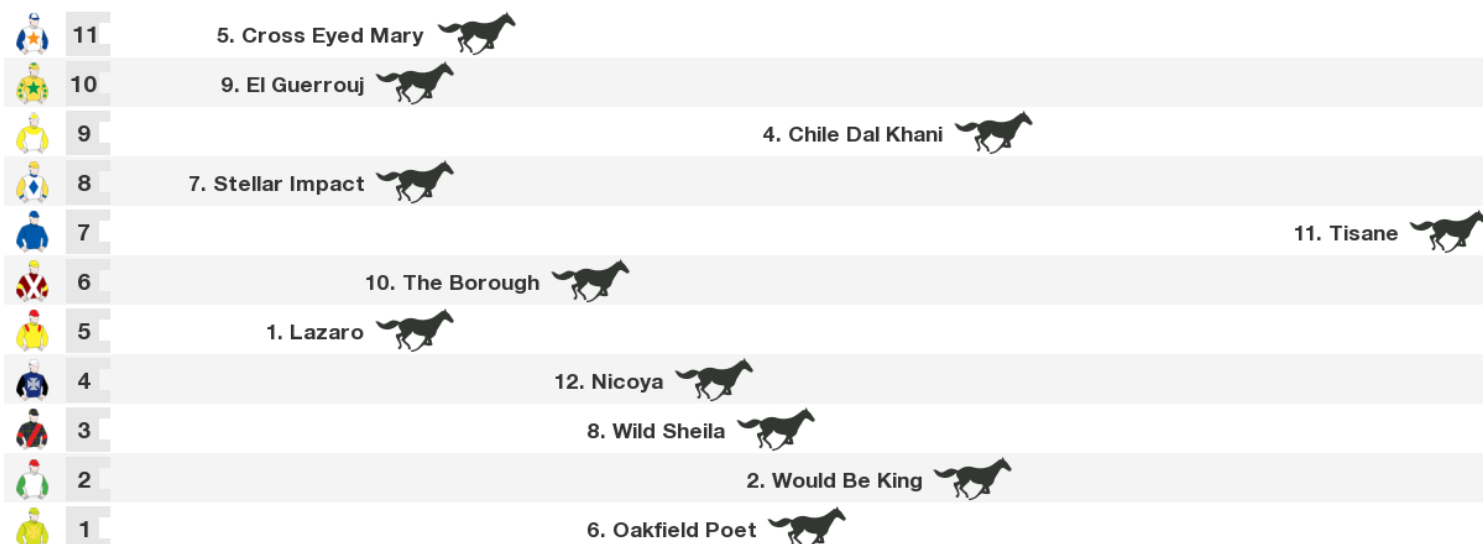 11 5. Cross Eyed Mary
10 9. El Guerrouj
9 4. Chile Dal Khani
8 7. Stellar Impact
7 11. Tisane
6 10. The Borough
5 1. Lazaro
4 12. Nicoya
3 8. Wild Sheila
2 2. Would Be King
1 6. Oakfield Poet